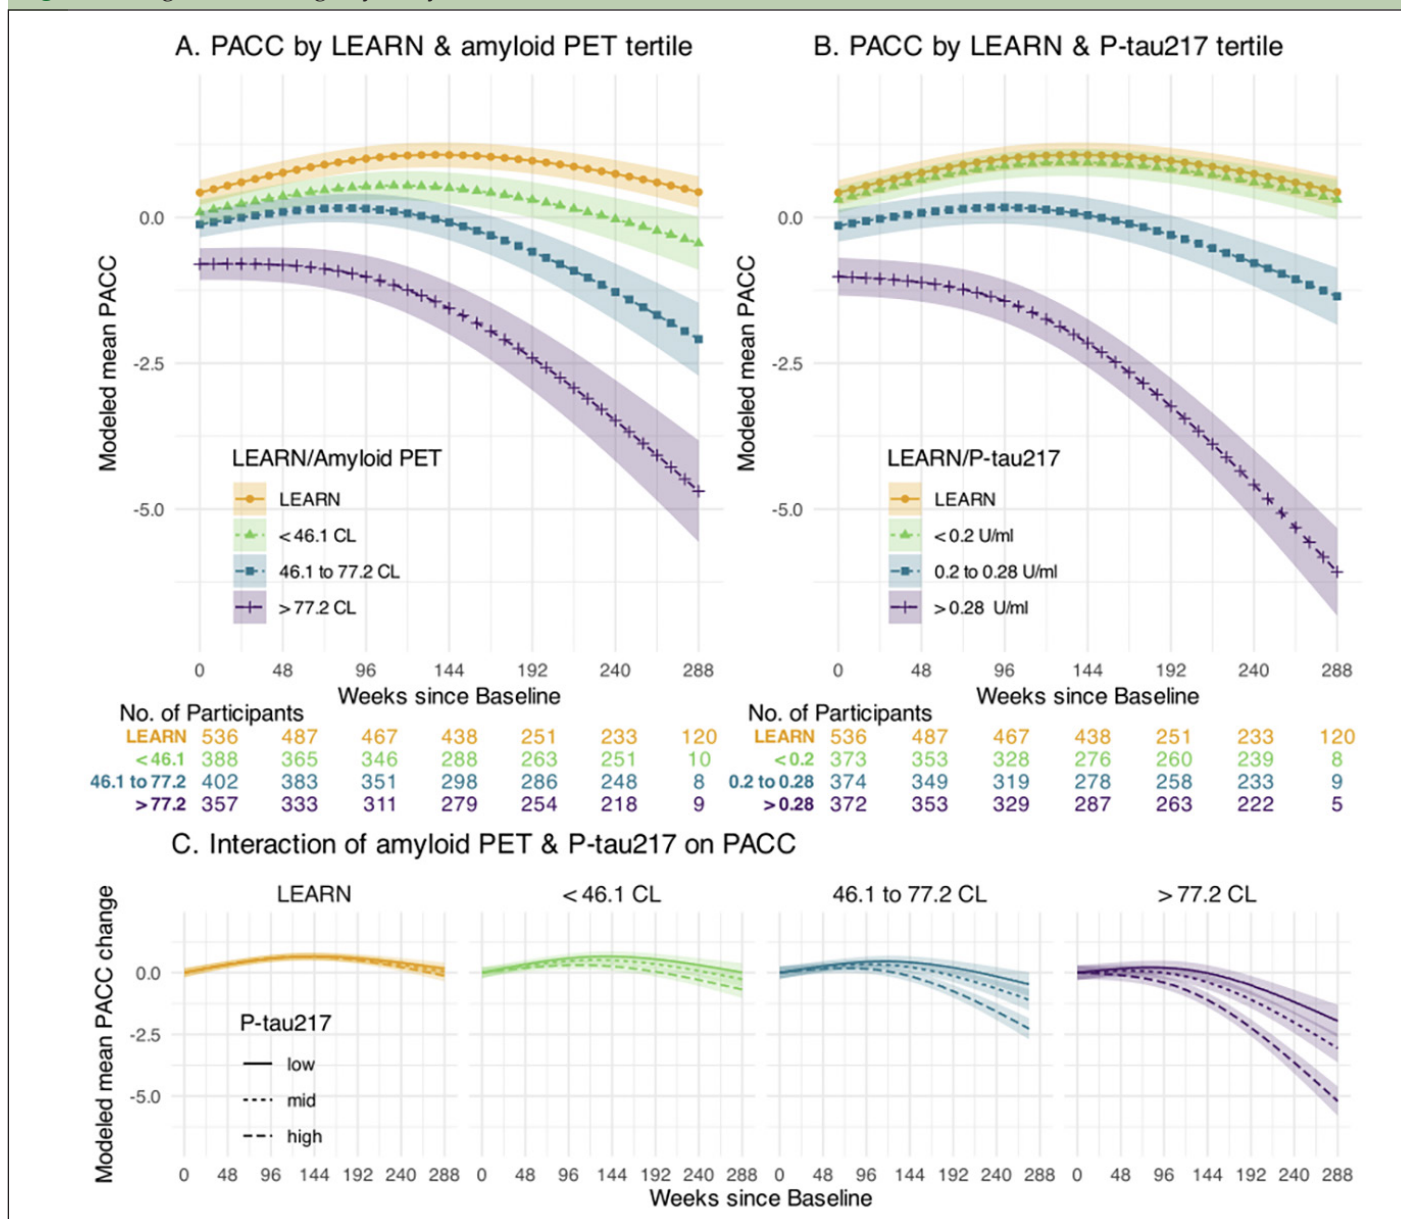 A. PACC by LEARN & amyloid PET tertile
Modeled mean PACC
0.0
-2.5
-5.0
LEARN/Amyloid PET
LEARN
< 46.1 CL
46.1 to 77.2 CL
> 77.2 CL
0 48 96 144 192 240 288
Weeks since Baseline
No. of Participants
LEARN 536 487 467 438 251 233 120
< 46.1 388 365 346 288 263 251 10
46.1 to 77.2 402 383 351 298 286 248 8
> 77.2 357 333 311 279 254 218 9
B. PACC by LEARN & P-tau217 tertile
Modeled mean PACC
0.0
-2.5
-5.0
LEARN/P-tau217
LEARN
< 0.2 U/ml
0.2 to 0.28 U/ml
> 0.28 U/ml
0 48 96 144 192 240 288
Weeks since Baseline
No. of Participants
LEARN 536 487 467 438 251 233 120
< 0.2 373 353 328 276 260 239 8
0.2 to 0.28 374 349 319 278 258 233 9
> 0.28 372 353 329 287 263 222 5
C. Interaction of amyloid PET & P-tau217 on PACC
Modeled mean PACC change
LEARN < 46.1 CL 46.1 to 77.2 CL > 77.2 CL
0.0
-2.5
-5.0
P-tau217
low
mid
high
0 48 96 144 192 240 288 0 48 96 144 192 240 288 0 48 96 144 192 240 288 0 48 96 144 192 240 288
Weeks since Baseline